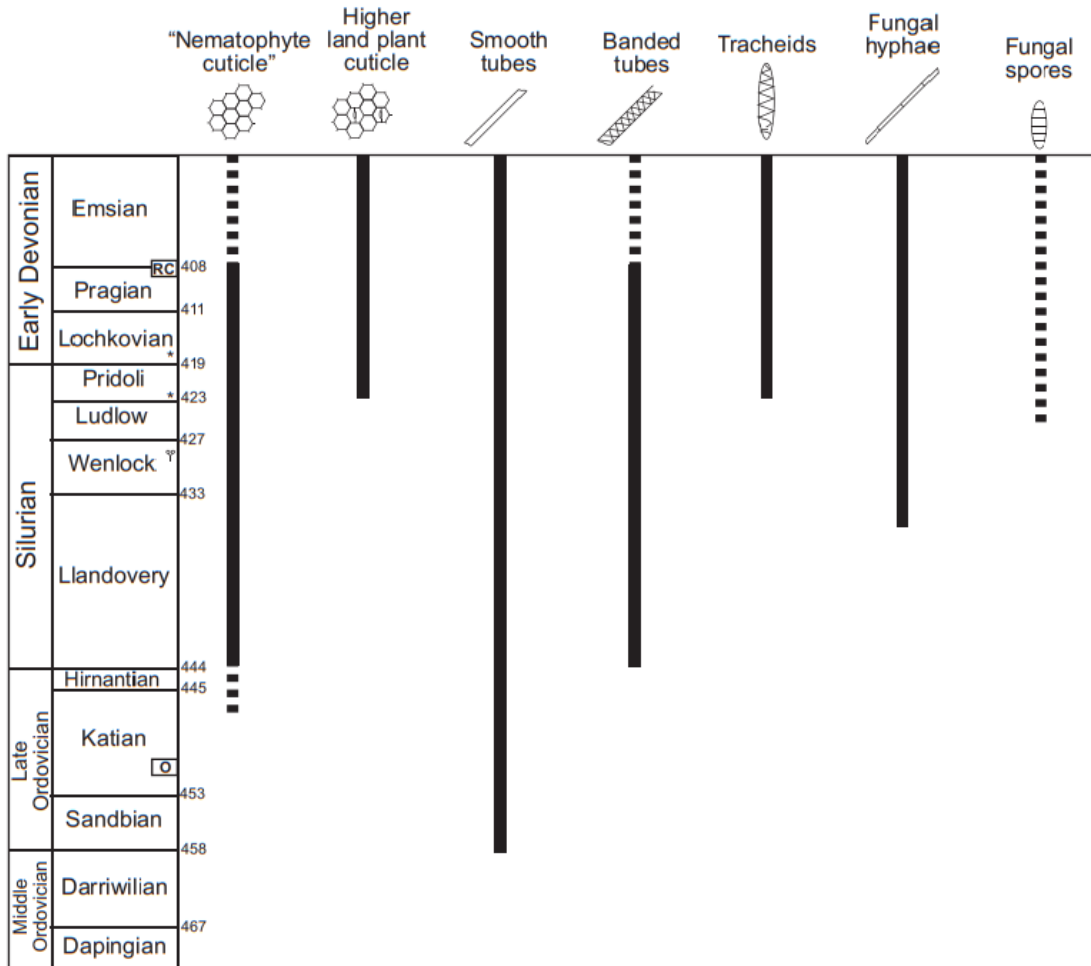 “Nematophyte
cuticle”
Higher
land plant
cuticle
Smooth
tubes
Banded
tubes
Tracheids
Fungal
hyphae
Fungal
spores
Early Devonian
Emsian
RC
408
Pragian
411
Lochkovian
*
419
Silurian
Pridoli
*
423
Ludlow
427
Wenlock
433
Llandovery
444
Late
Ordovician
Hirnantian
445
Katian
O
453
Sandbian
458
Middle
Ordovician
Darriwilian
467
Dapingian